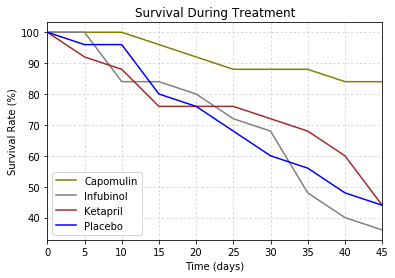 Survival During Treatment
100
90
80
70
60
50
40
Survival Rate (%)
Capomulin
Infubinol
Ketapril
Placebo
0 5 10 15 20 25 30 35 40 45
Time (days)